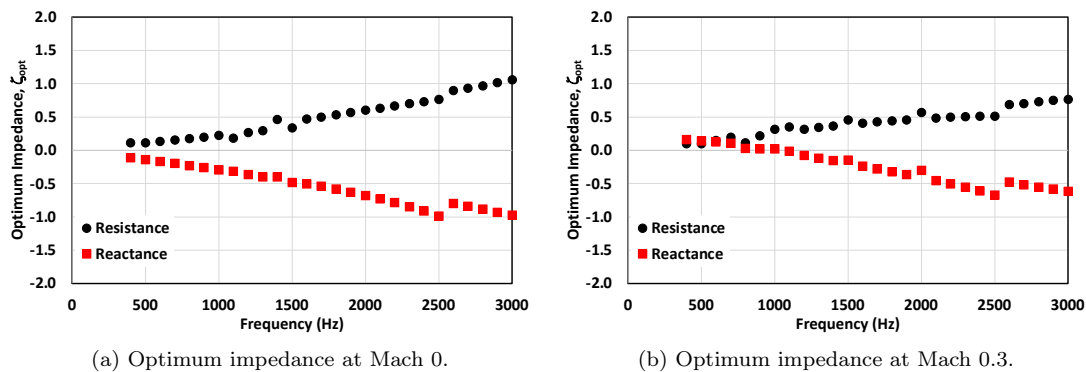 2.0
1.5
1.0
0.5
0.0
-0.5
-1.0
-1.5
-2.0
Optimum Impedance, ζopt
Resistance
Reactance
0 500 1000 1500 2000 2500 3000
Frequency (Hz)
(a) Optimum impedance at Mach 0.
2.0
1.5
1.0
0.5
0.0
-0.5
-1.0
-1.5
-2.0
Optimum Impedance, ζopt
Resistance
Reactance
0 500 1000 1500 2000 2500 3000
Frequency (Hz)
(b) Optimum impedance at Mach 0.3.